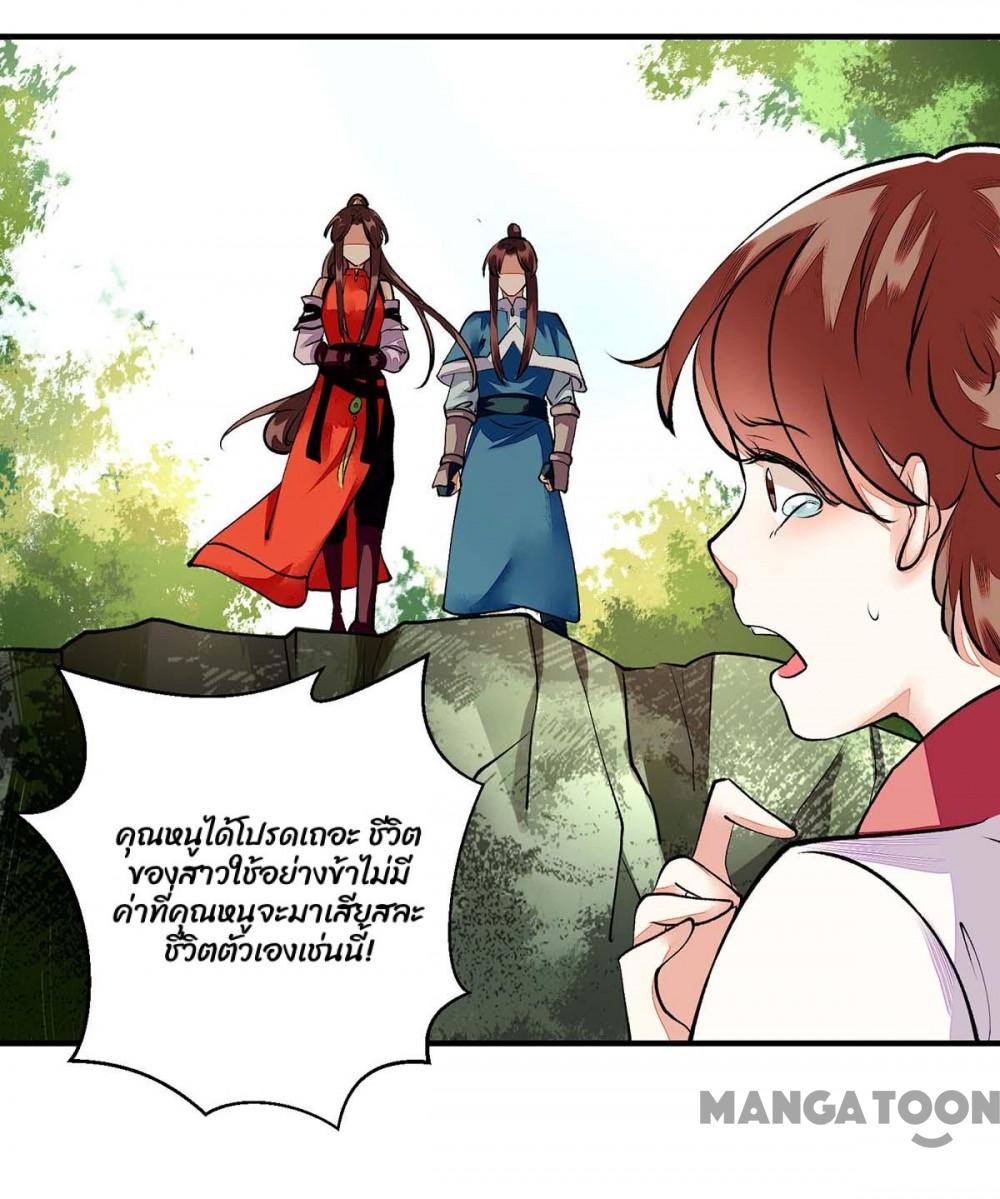 คุณหนูได้โปรดเถอะ ชีวิต
ของสาวใช้อย่างข้าไม่มี
ค่าที่คุณหนูจะมาเสียสละ
ชีวิตตัวเองเช่นนี้!
MANGATOON